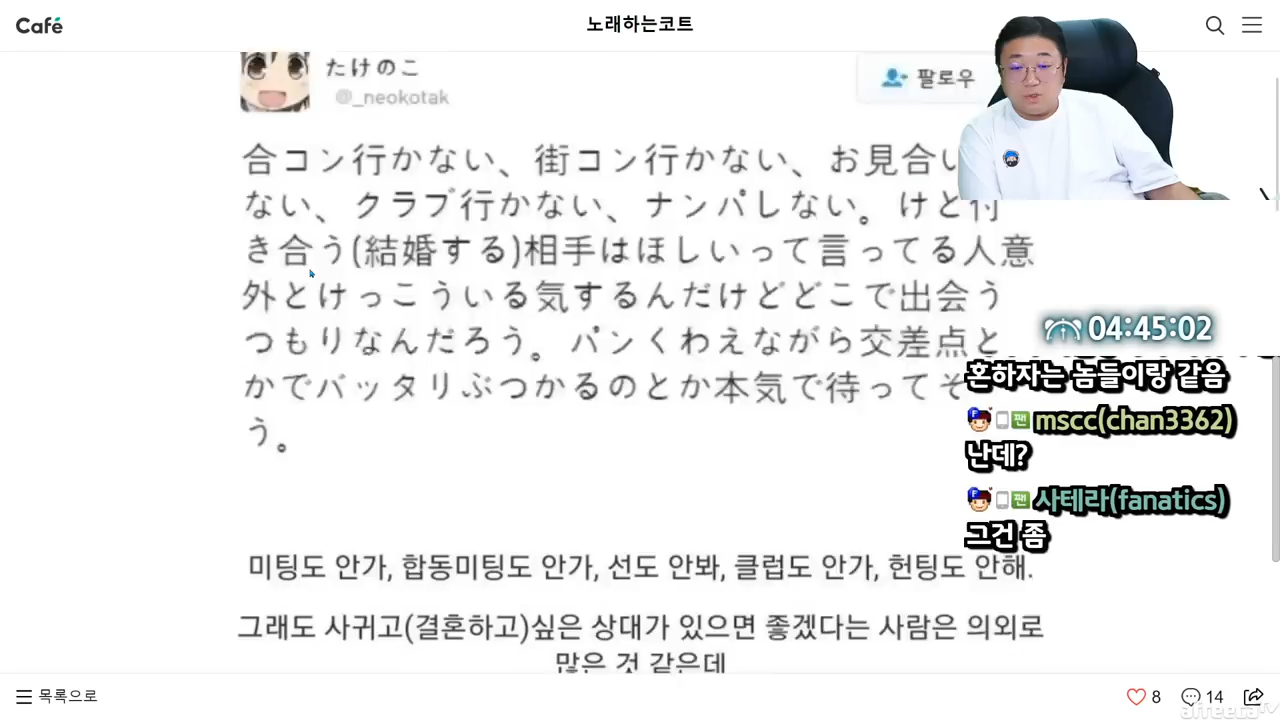 Café
노래하는코트
たけのこ
@_neokotak
팔로우
合コン行かない、街コン行かない、お見合い
ない、クラブ行かない、ナンパしない。けど付
き合う(結婚する)相手はほしいって言ってる人意
外とけっこういる気するんだけどどこで出会う
つもりなんだろう。パンくわえながら交差点と
かでバッタリぶつかるのとか本気で待ってそ
う。
04:45:02
혼하자는 놈들이랑 같음
mscc(chan3362)
난데?
사테라(fanatics)
그건 좀
미팅도 안가, 합동미팅도 안가, 선도 안봐, 클럽도 안가, 헌팅도 안해.
그래도 사귀고(결혼하고)싶은 상대가 있으면 좋겠다는 사람은 의외로
많은 것 같은데
목록으로
8
14
afreecaTV